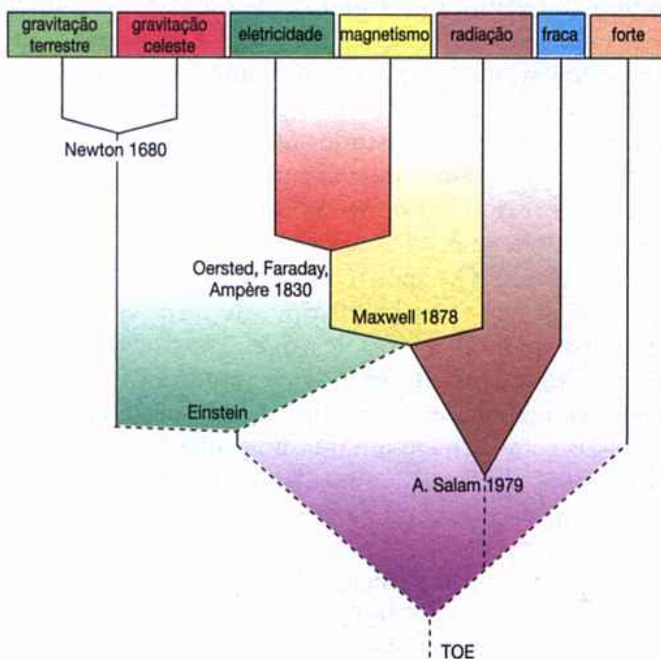 gravitação
terrestre
gravitação
celeste
eletricidade
magnetismo
radiação
fraca
forte
Newton 1680
Oersted, Faraday,
Ampère 1830
Maxwell 1878
Einstein
A. Salam 1979
TOE